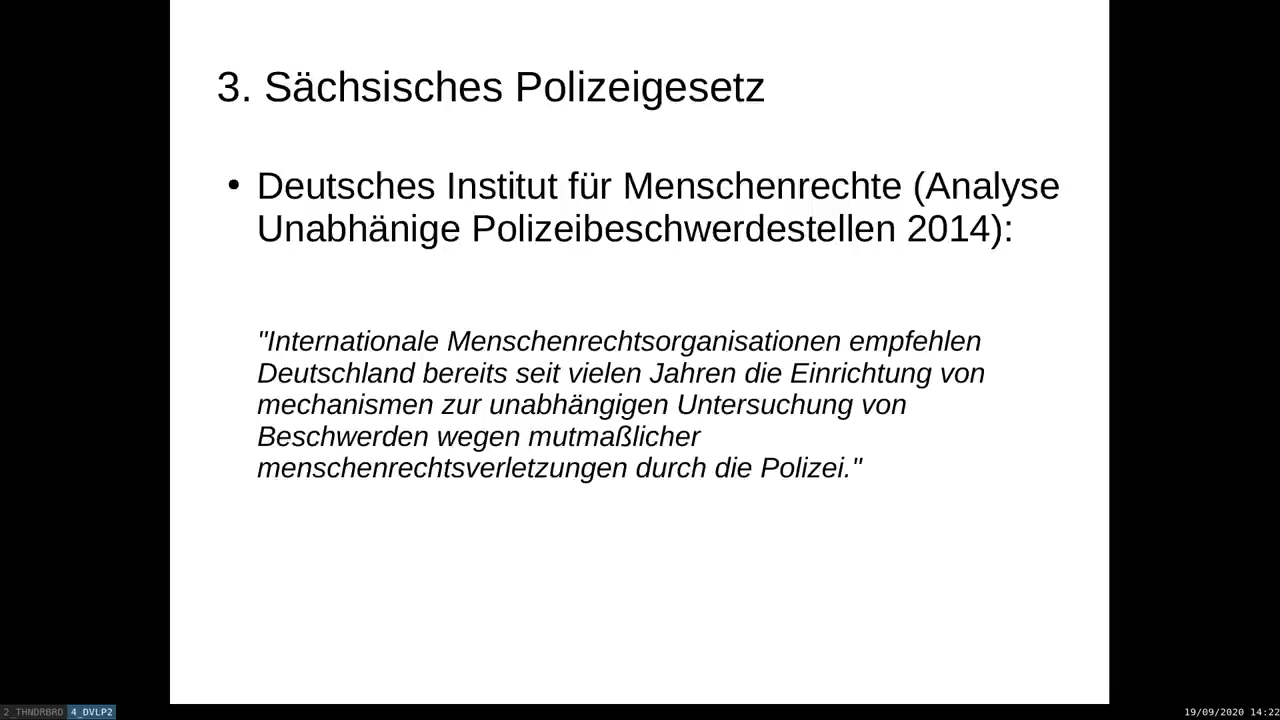 3. Sächsisches Polizeigesetz
• Deutsches Institut für Menschenrechte (Analyse
Unabhänige Polizeibeschwerdestellen 2014):
"Internationale Menschenrechtsorganisationen empfehlen
Deutschland bereits seit vielen Jahren die Einrichtung von
mechanismen zur unabhängigen Untersuchung von
Beschwerden wegen mutmaßlicher
menschenrechtsverletzungen durch die Polizei."
2_THNDRBRD 4_DVLP2
19/09/2020 14:22